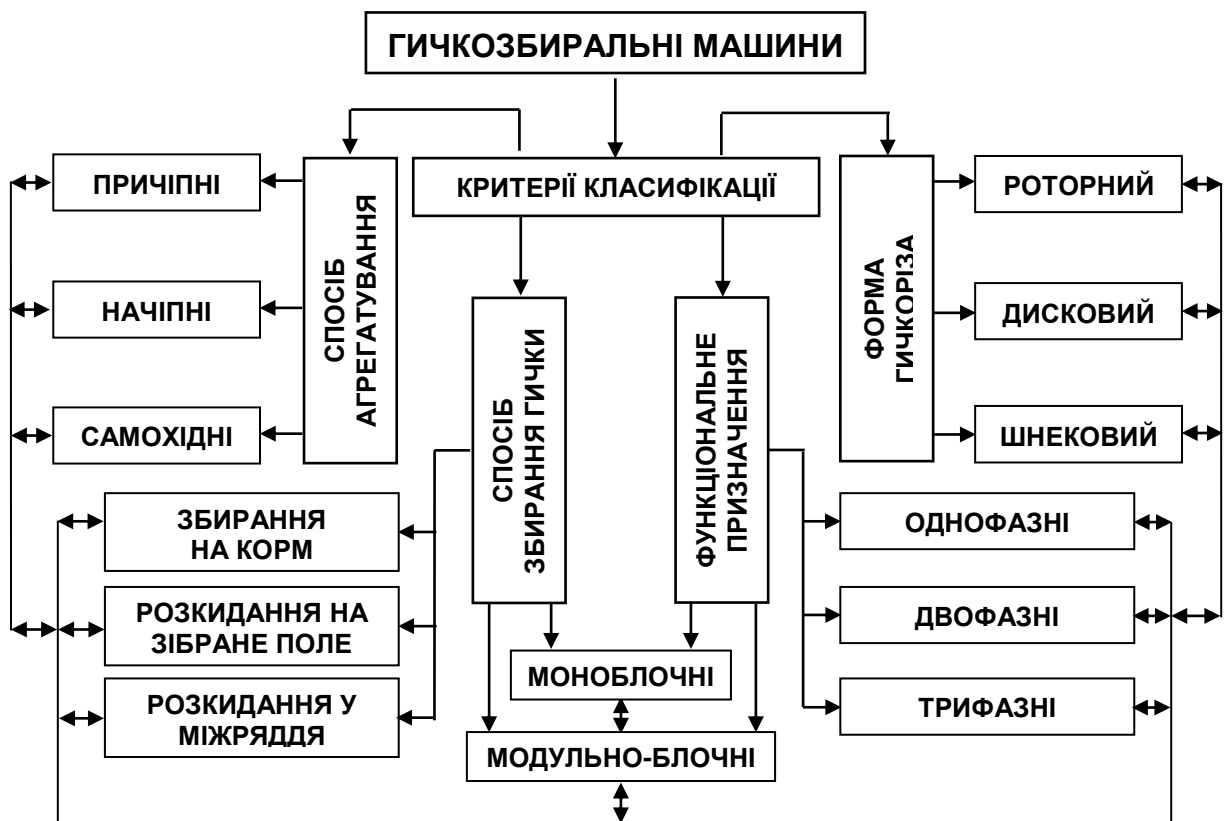 ГИЧКОЗБИРАЛЬНІ МАШИНИ
КРИТЕРІЇ КЛАСИФІКАЦІЇ
СПОСІБ
АГРЕГАТУВАННЯ
ПРИЧІПНІ
НАЧІПНІ
САМОХІДНІ
СПОСІБ
ЗБИРАННЯ ГИЧКИ
ЗБИРАННЯ
НА КОРМ
РОЗКИДАННЯ НА
ЗІБРАНЕ ПОЛЕ
РОЗКИДАННЯ У
МІЖРЯДДЯ
ФУНКЦІОНАЛЬНЕ
ПРИЗНАЧЕННЯ
ОДНОФАЗНІ
ДВОФАЗНІ
ТРИФАЗНІ
ФОРМА
ГИЧКОРІЗА
РОТОРНИЙ
ДИСКОВИЙ
ШНЕКОВИЙ
МОНОБЛОЧНІ
МОДУЛЬНО-БЛОЧНІ